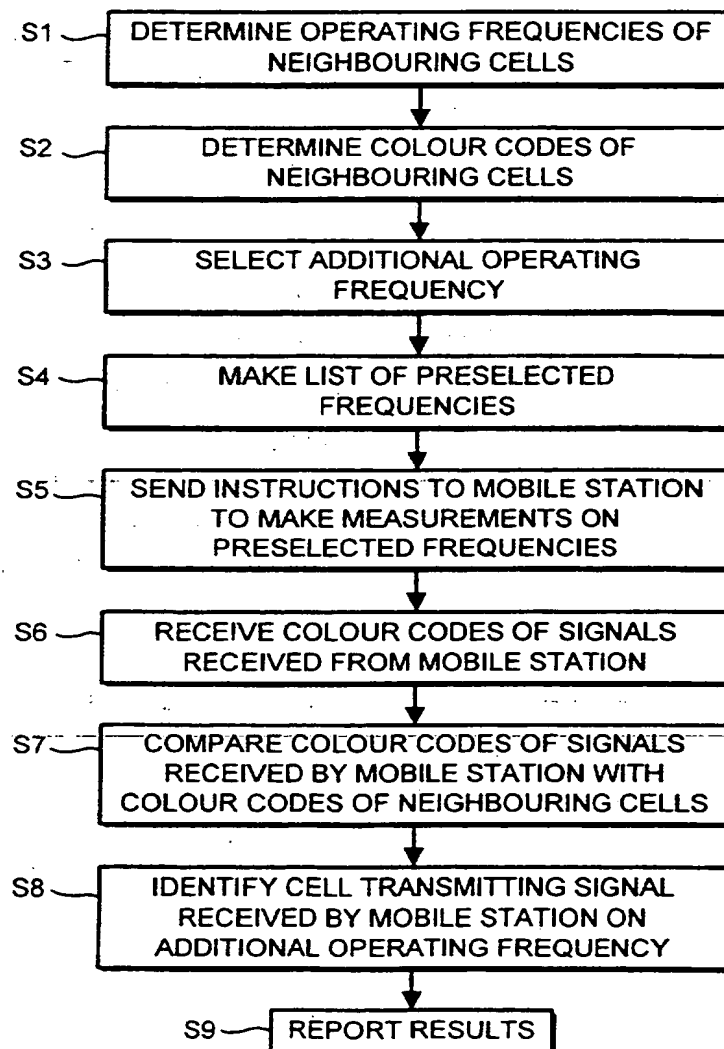 S1 DETERMINE OPERATING FREQUENCIES OF
NEIGHBOURING CELLS
S2 DETERMINE COLOUR CODES OF
NEIGHBOURING CELLS
S3 SELECT ADDITIONAL OPERATING
FREQUENCY
S4 MAKE LIST OF PRESELECTED
FREQUENCIES
S5 SEND INSTRUCTIONS TO MOBILE STATION
TO MAKE MEASUREMENTS ON
PRESELECTED FREQUENCIES
S6 RECEIVE COLOUR CODES OF SIGNALS
RECEIVED FROM MOBILE STATION
S7 COMPARE COLOUR CODES OF SIGNALS
RECEIVED BY MOBILE STATION WITH
COLOUR CODES OF NEIGHBOURING CELLS
S8 IDENTIFY CELL TRANSMITTING SIGNAL
RECEIVED BY MOBILE STATION ON
ADDITIONAL OPERATING FREQUENCY
S9 REPORT RESULTS